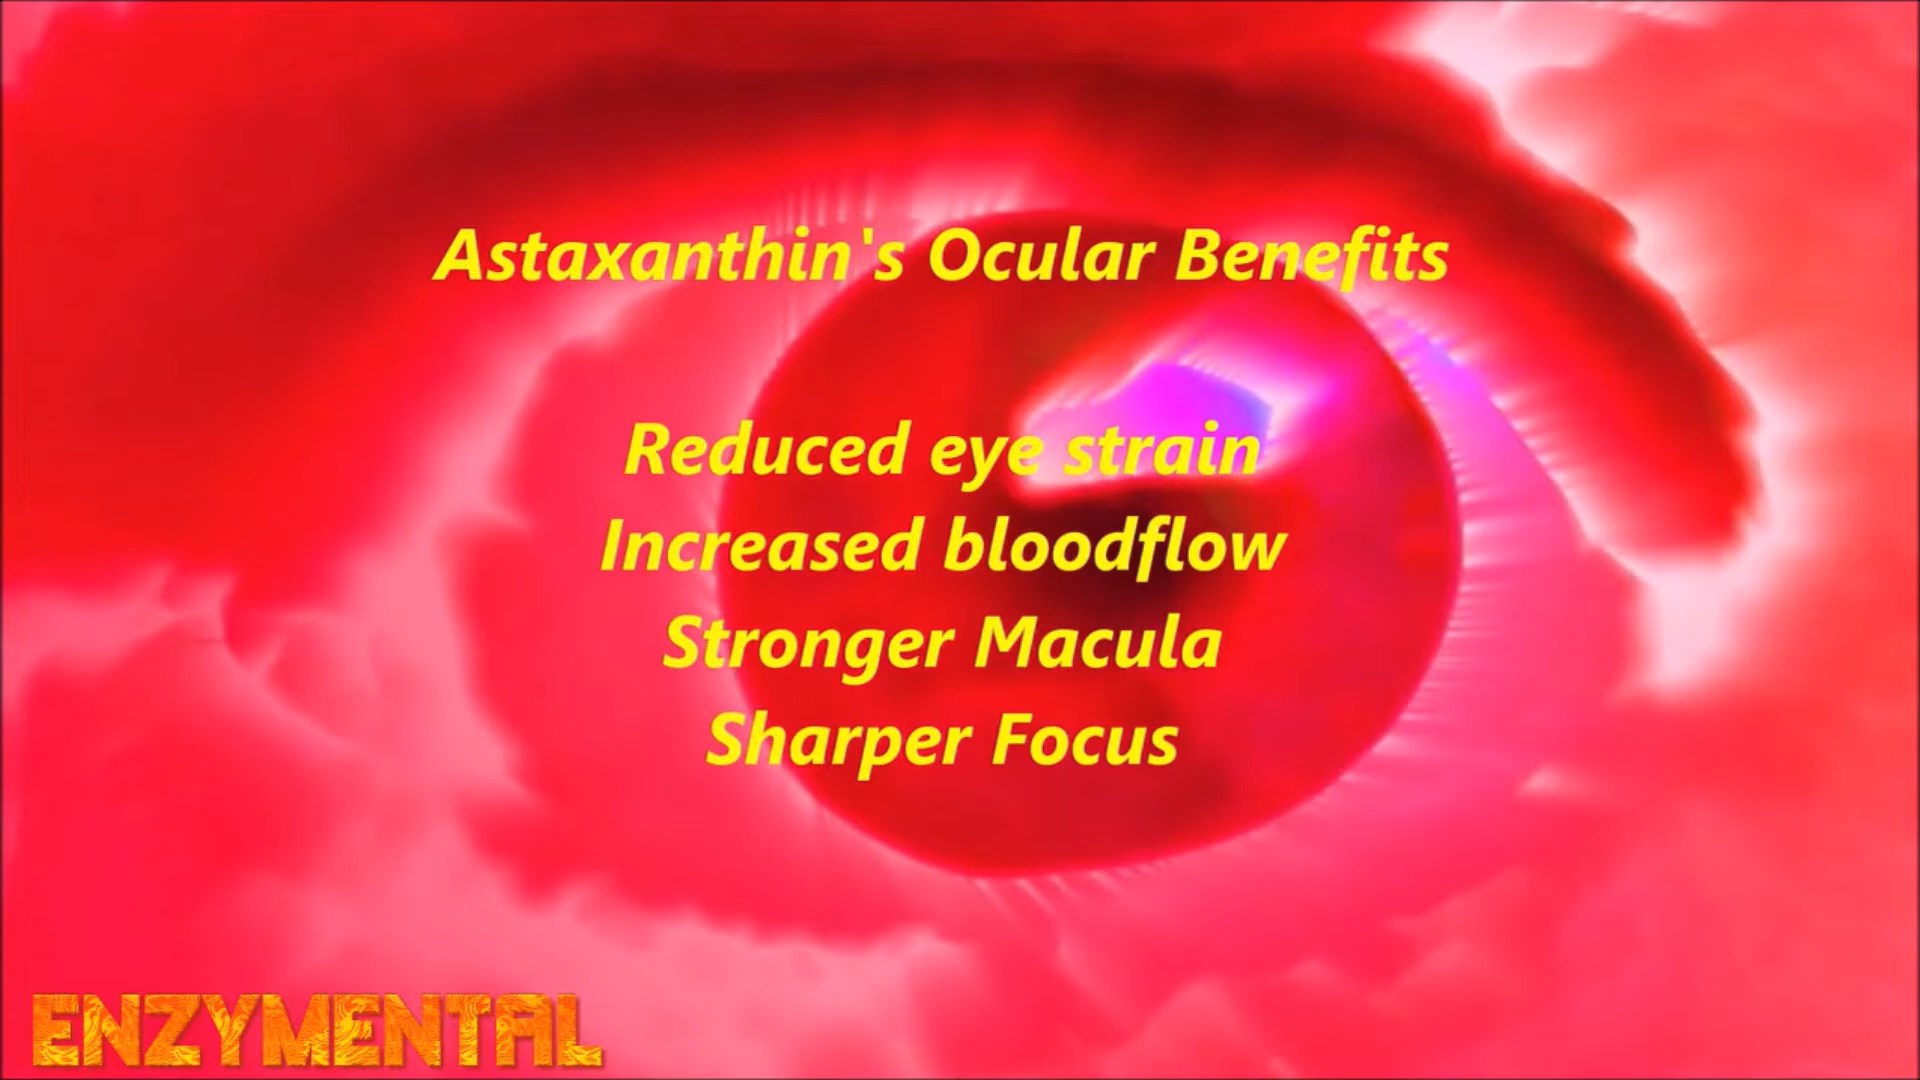 Astaxanthin's Ocular Benefits
Reduced eye strain
Increased bloodflow
Stronger Macula
Sharper Focus
ENZYMENTAL